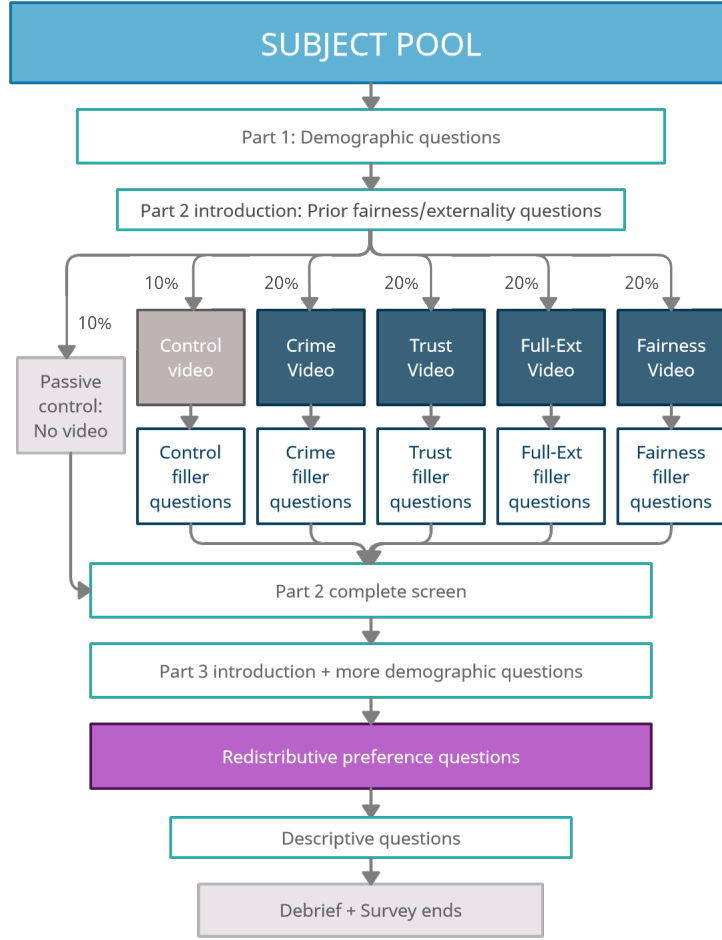 SUBJECT POOL
Part 1: Demographic questions
Part 2 introduction: Prior fairness/externality questions
10%
20%
20%
20%
20%
10%
Control
video
Crime
Video
Trust
Video
Full-Ext
Video
Fairness
Video
Passive
control:
No video
Control
filler
questions
Crime
filler
questions
Trust
filler
questions
Full-Ext
filler
questions
Fairness
filler
questions
Part 2 complete screen
Part 3 introduction + more demographic questions
Redistributive preference questions
Descriptive questions
Debrief + Survey ends